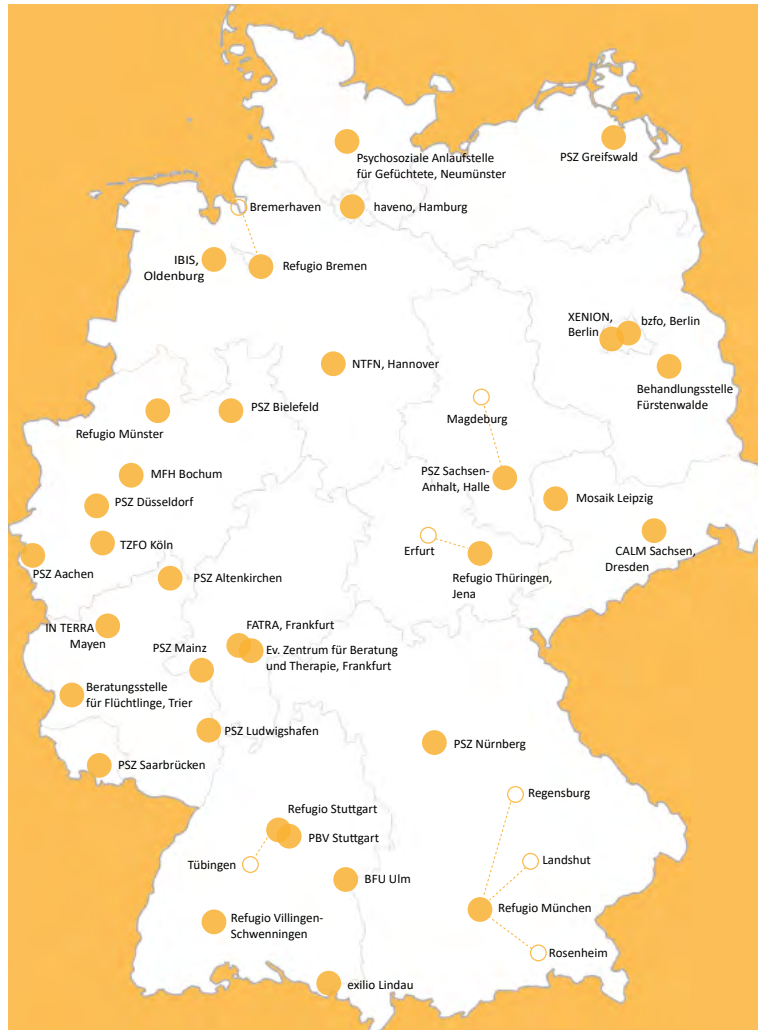 Psychosoziale Anlaufstelle
für Gefüchtete, Neumünster
PSZ Greifswald
Bremerhaven
haveno, Hamburg
IBIS,
Oldenburg
Refugio Bremen
XENION,
Berlin
bzfo, Berlin
NTFN, Hannover
Behandlungsstelle
Fürstenwalde
Refugio Münster
PSZ Bielefeld
Magdeburg
MFH Bochum
PSZ Sachsen-
Anhalt, Halle
PSZ Düsseldorf
Mosaik Leipzig
TZFO Köln
Erfurt
CALM Sachsen,
Dresden
PSZ Aachen
PSZ Altenkirchen
Refugio Thüringen,
Jena
IN TERRA
Mayen
FATRA, Frankfurt
PSZ Mainz
Ev. Zentrum für Beratung
und Therapie, Frankfurt
Beratungsstelle
für Flüchtlinge, Trier
PSZ Ludwigshafen
PSZ Nürnberg
PSZ Saarbrücken
Regensburg
Refugio Stuttgart
PBV Stuttgart
Tübingen
Landshut
BFU Ulm
Refugio München
Refugio Villingen-
Schwenningen
Rosenheim
exilio Lindau